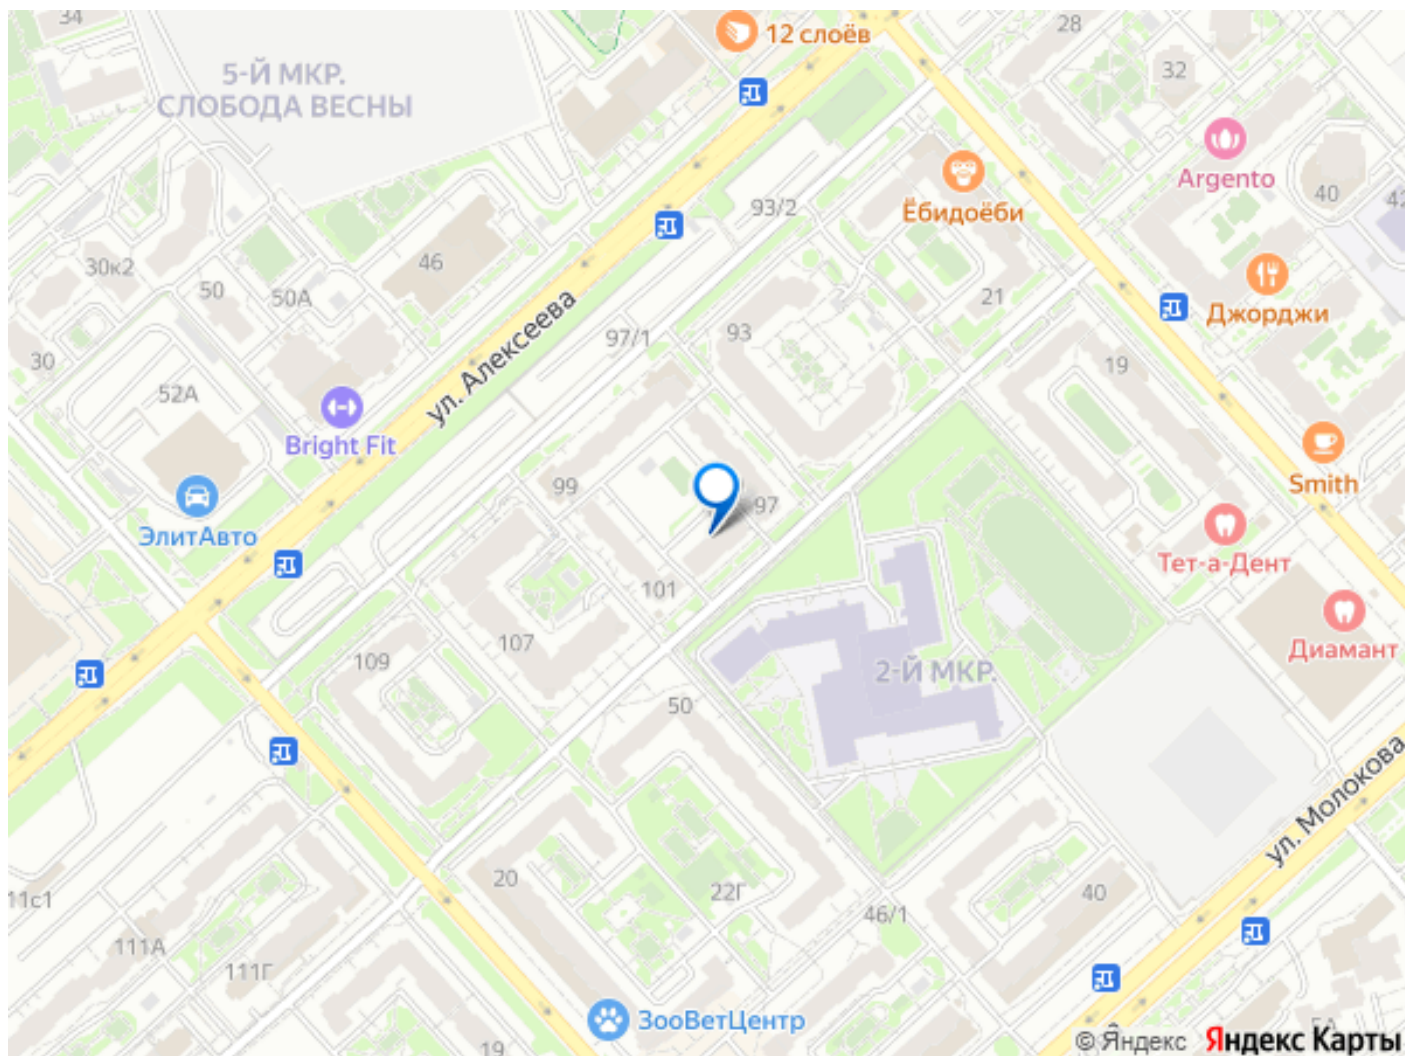 34
12 слоёв
28
5-Й МКР.
СЛОБОДА ВЕСНЫ
32
Argento
93/2
Ёбидоёби
40
42
46
30к2
50
50А
21
Джорджи
ул. Алексеева
97/1
93
30
52А
19
Bright Fit
Smith
99
97
ЭлитАвто
Тет-а-Дент
101
107
109
2-Й МКР.
Диамант
50
ул. Молокова
20
22Г
40
11с1
46/1
111А
111Г
ЗооВетЦентр
19
5А
© Яндекс Яндекс Карты